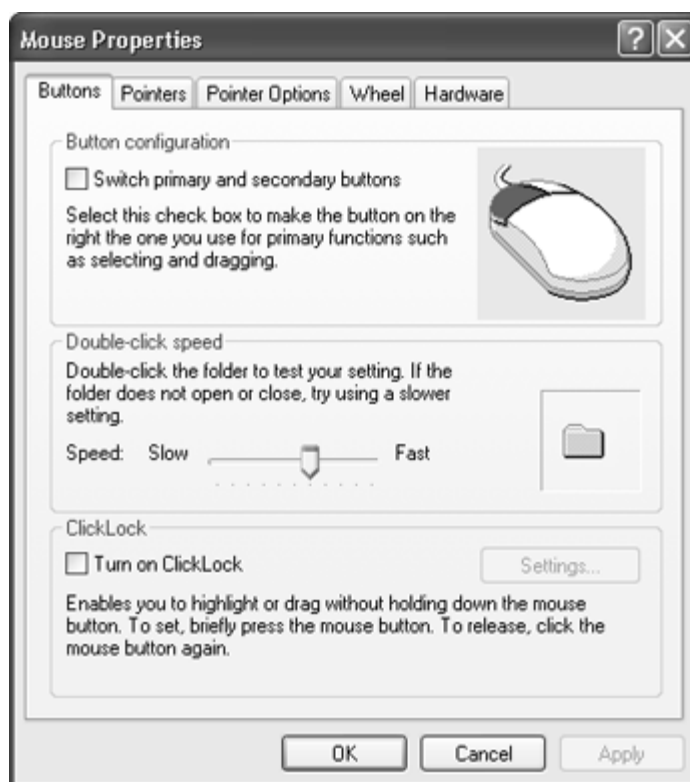 Mouse Properties
Buttons Pointers Pointer Options Wheel Hardware
Button configuration
Switch primary and secondary buttons
Select this check box to make the button on the
right the one you use for primary functions such
as selecting and dragging.
Double-click speed
Double-click the folder to test your setting. If the
folder does not open or close, try using a slower
setting.
Speed: Slow Fast
ClickLock
Turn on ClickLock
Settings...
Enables you to highlight or drag without holding down the mouse
button. To set, briefly press the mouse button. To release, click the
mouse button again.
OK Cancel Apply